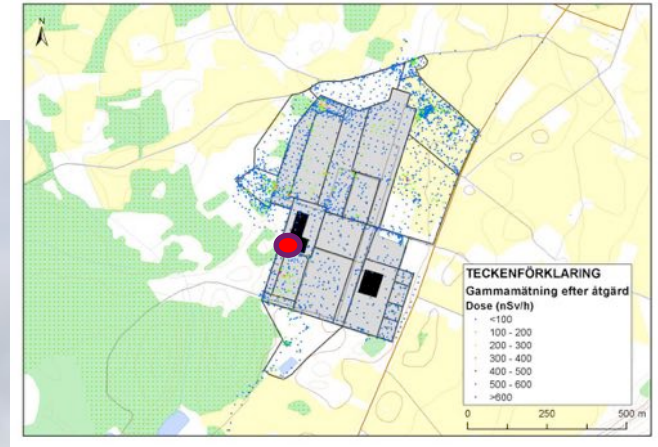 N
TECKENFÖRKLARING
Gammamätning efter åtgärd
Dose (nSv/h)
<100
100 - 200
200 - 300
300 - 400
400 - 500
500 - 600
>600
0 250 500 m